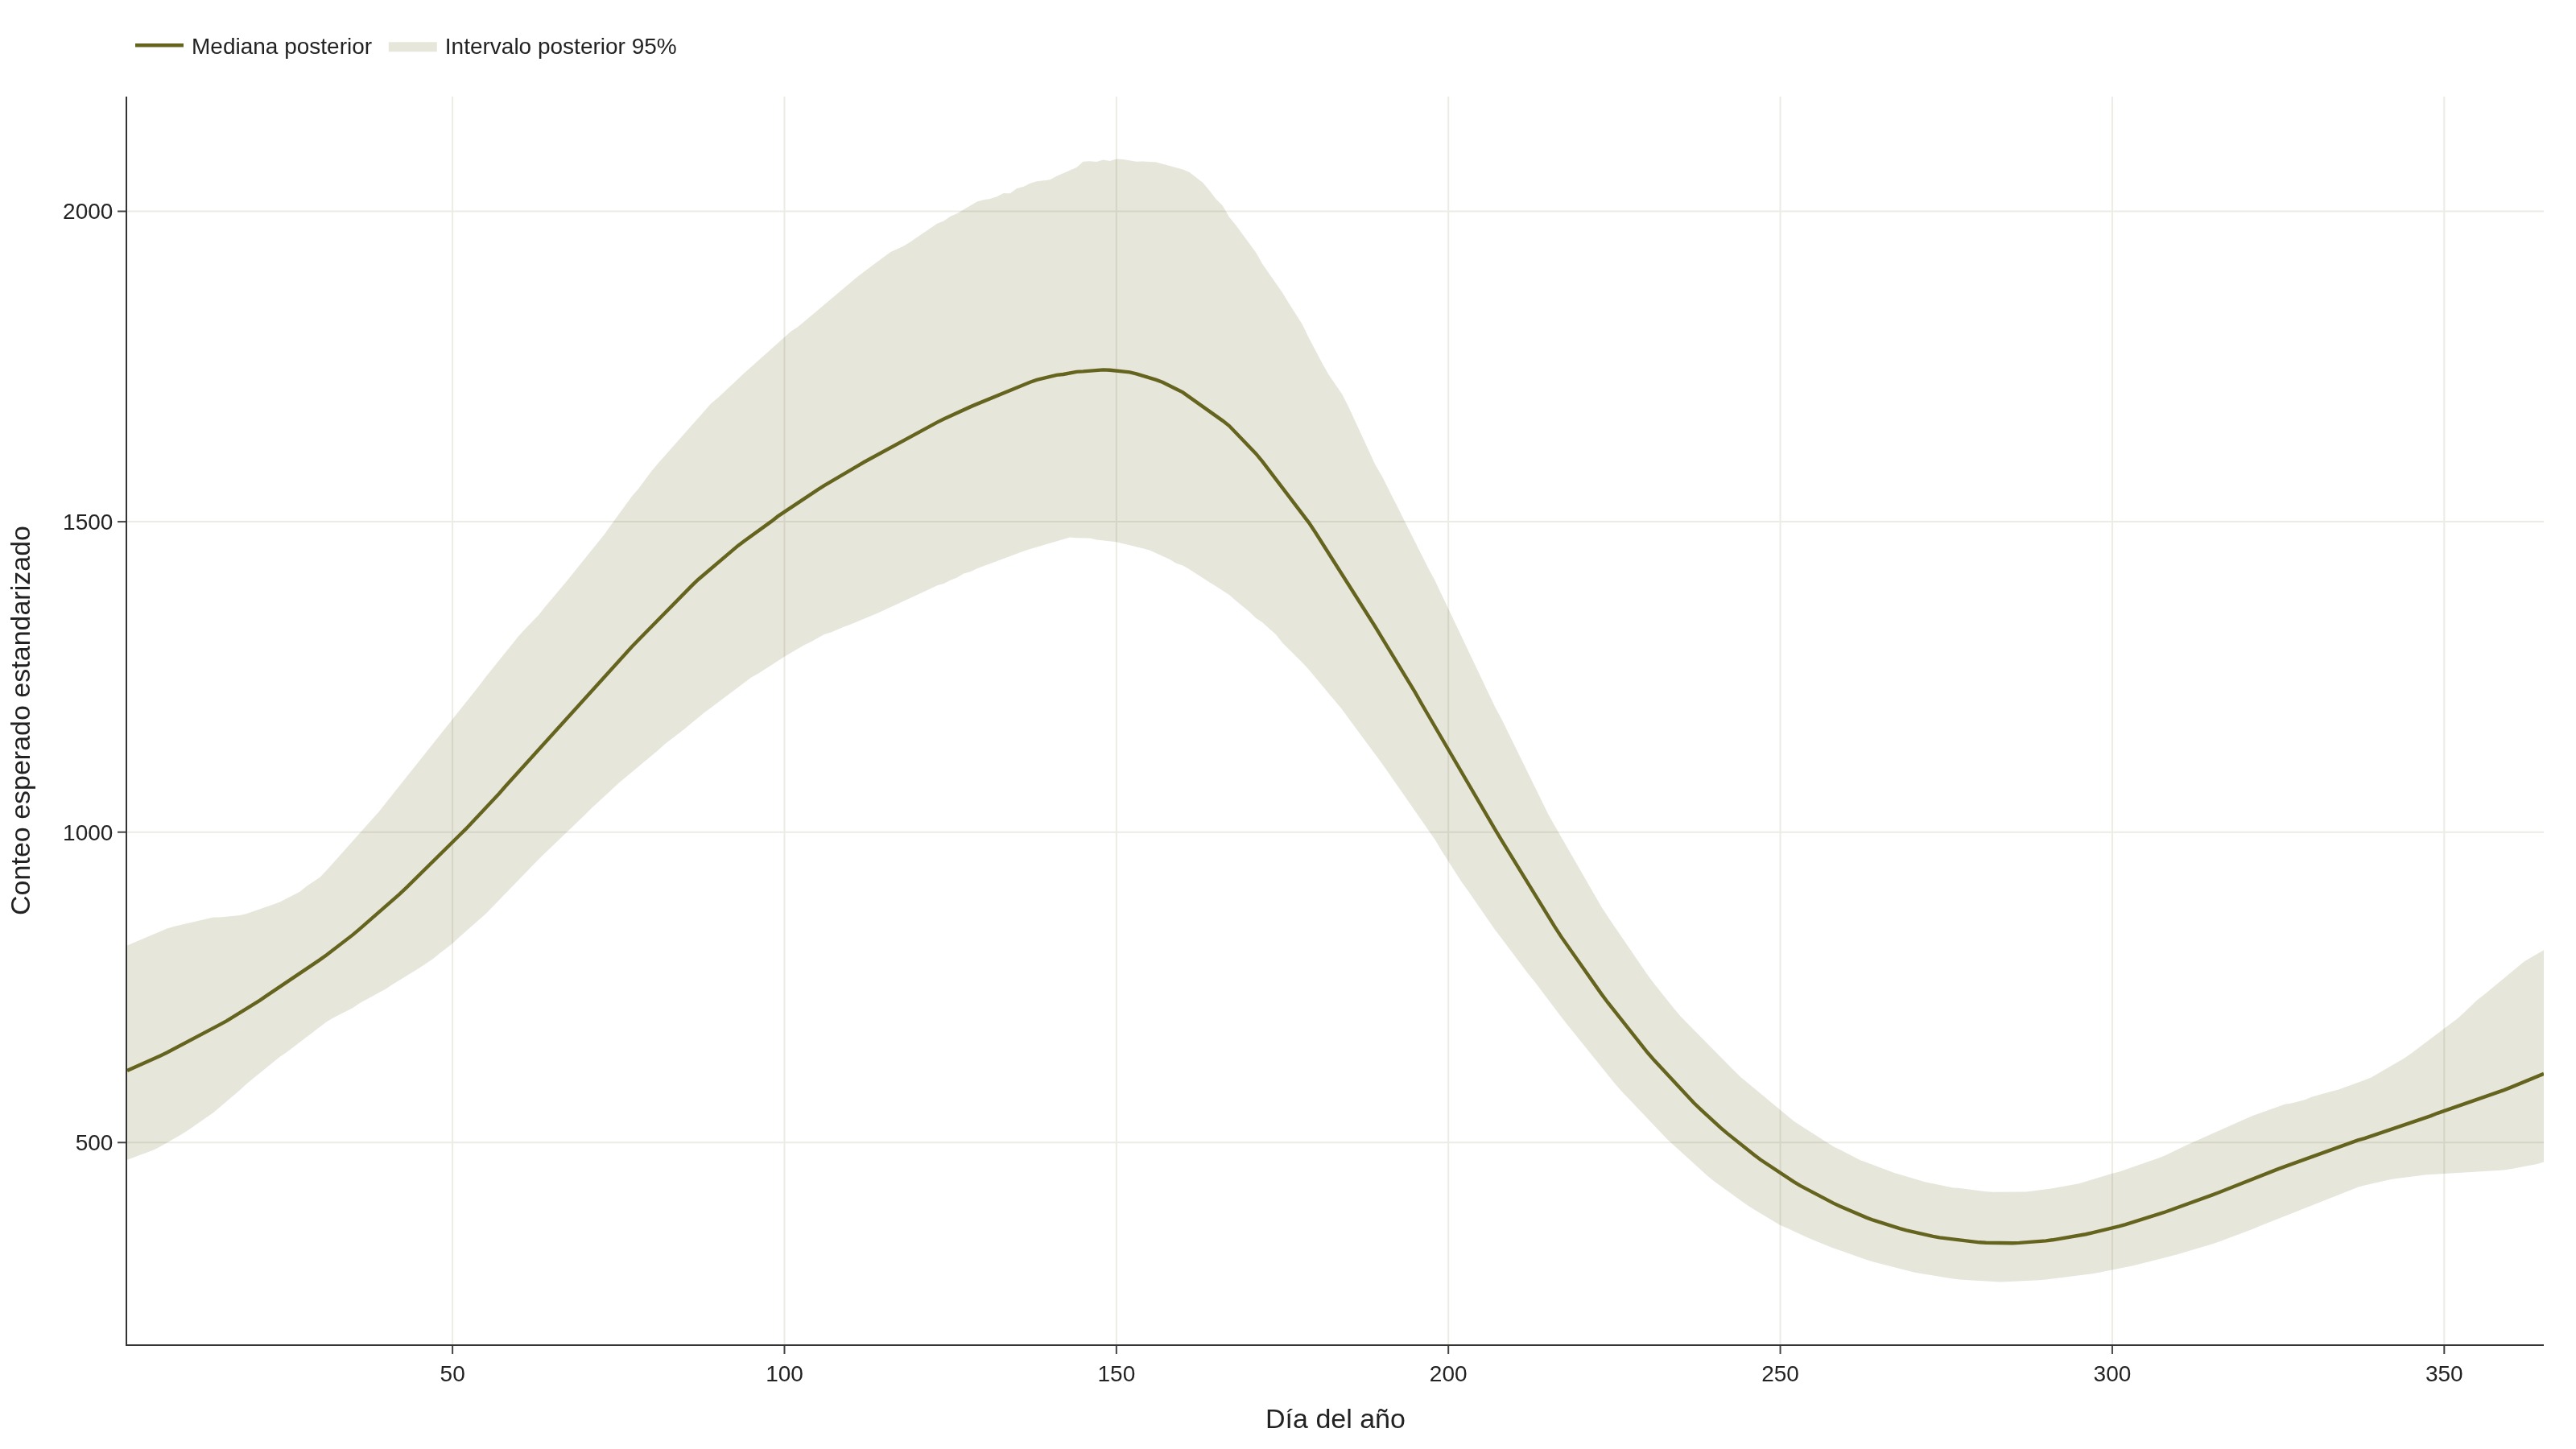 Mediana posterior Intervalo posterior 95%
2000
1500
1000
500
Conteo esperado estandarizado
50 100 150 200 250 300 350
Día del año